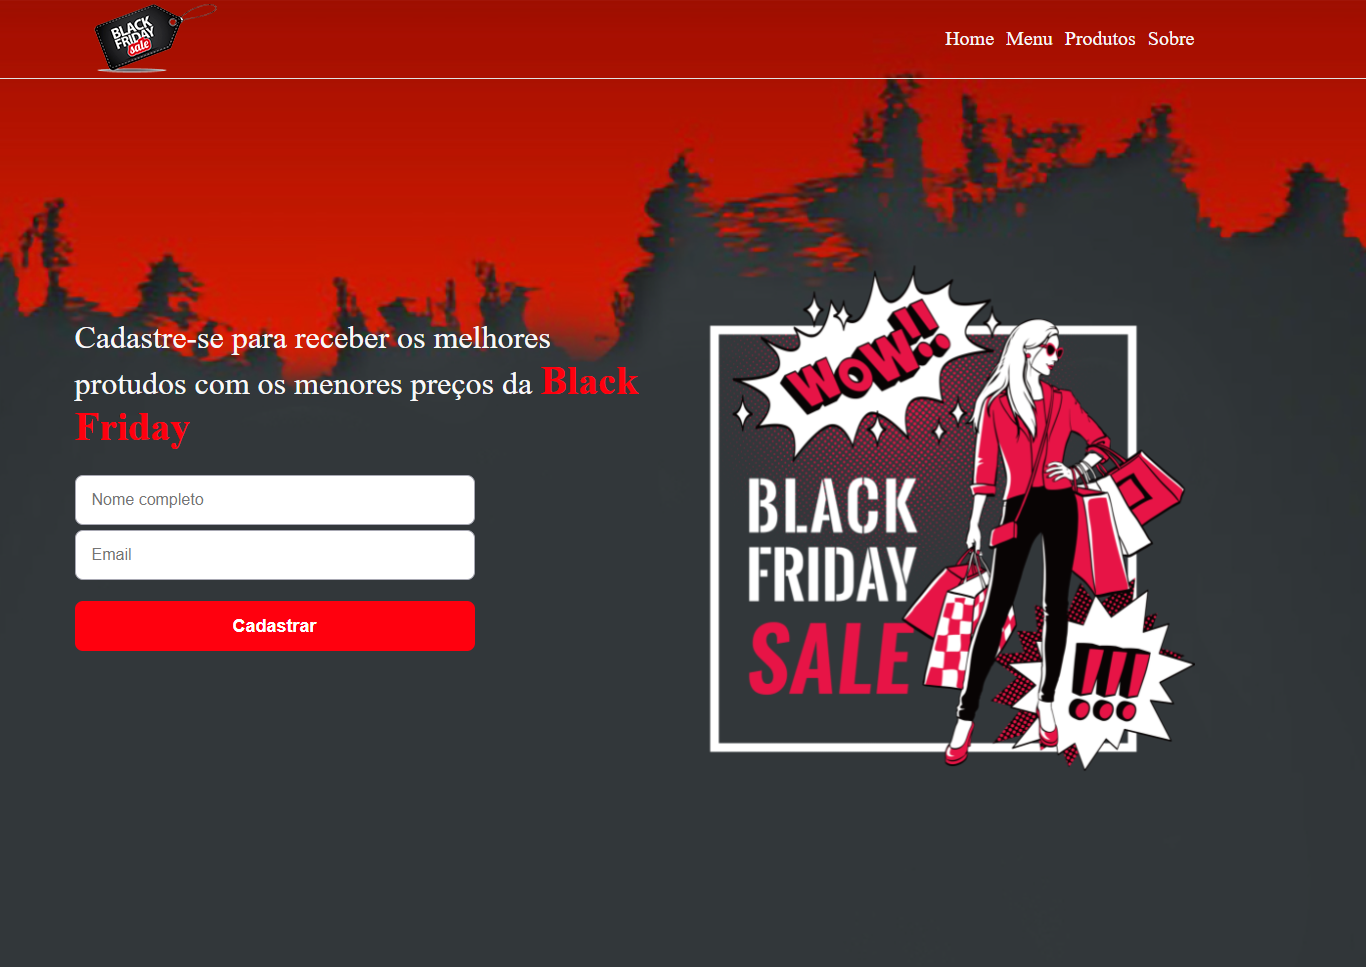 BLACK
FRIDAY
sale
Home Menu Produtos Sobre
Cadastre-se para receber os melhores
protudos com os menores preços da Black
Friday
Nome completo
Email
Cadastrar
WOW!!
BLACK
FRIDAY
SALE
!!!